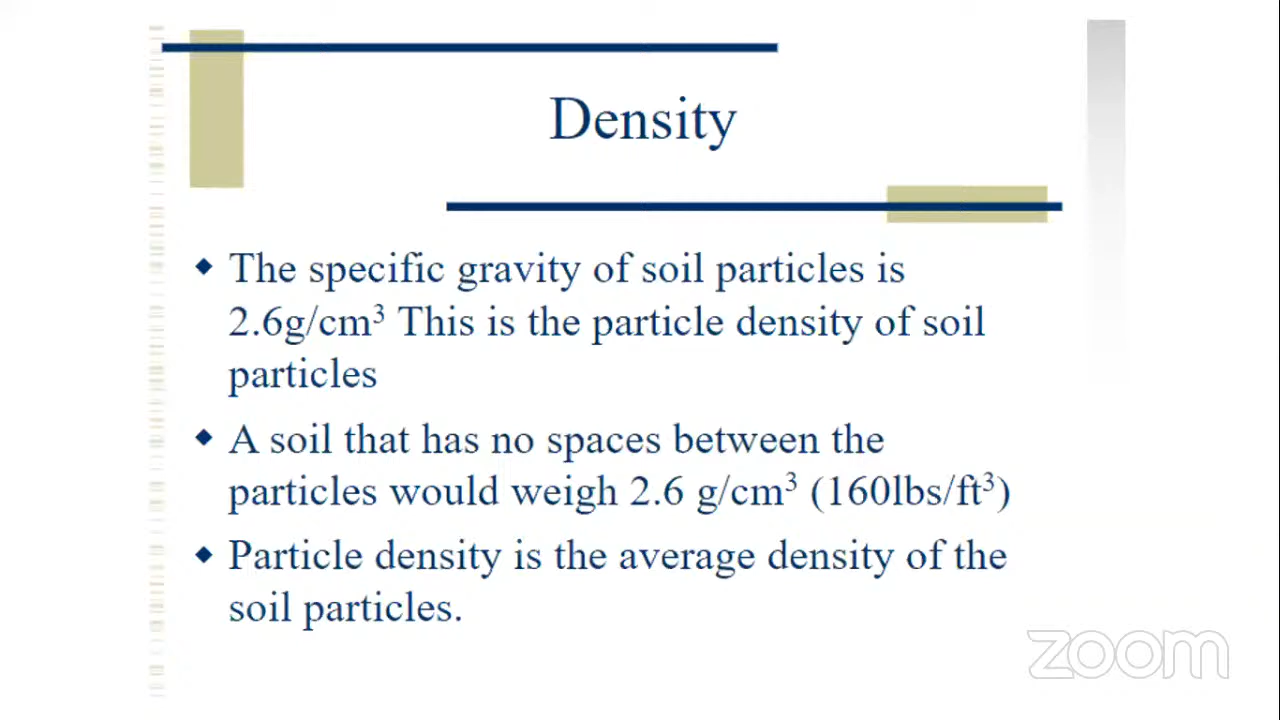 Density
The specific gravity of soil particles is
2.6g/cm³ This is the particle density of soil
particles
A soil that has no spaces between the
particles would weigh 2.6 g/cm³ (160lbs/ft³)
Particle density is the average density of the
soil particles.
zoom